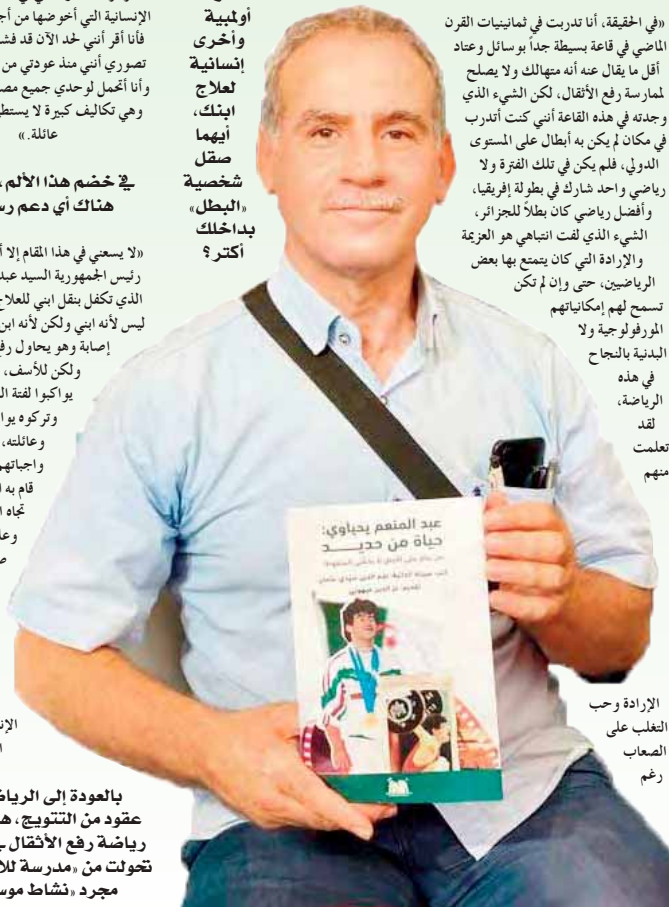 أولمبية
وأخرى
إنسانية
لعلاج
ابنك،
أيهما
صقل
شخصية
«البطل»
بداخلك
أكثر؟
«في الحقيقة، أنا تدربت في ثمانينيات القرن
الماضي في قاعة بسيطة جداً بوسائل وعتاد
أقل ما يقال عنه أنه متهالك ولا يصلح
لممارسة رفع الأثقال، لكن الشيء الذي
وجدته في هذه القاعة أنني كنت أتدرب
في مكان لم يكن به أبطال على المستوى
الدولي، فلم يكن في تلك الفترة ولا
رياضي واحد شارك في بطولة إفريقيا،
وأفضل رياضي كان بطلاً للجزائر،
الشيء الذي لفت انتباهي هو العزيمة
والإرادة التي كان يتمتع بها بعض
الرياضيين، حتى وإن لم تكن
تسمح لهم إمكانياتهم
المورفولوجية ولا
البدنية بالنجاح
في هذه
الرياضة،
لقد
تعلمت
منهم
الإرادة وحب
التغلب على
الصعاب
رغم
الإنسانية التي أخوضها من أج
فأنا أقر أنني لحد الآن قد فش
تصوري أنني منذ عودتي من
وأنا أتحمل لوحدي جميع مص
وهي تكاليف كبيرة لا يستطي
عائلة.»
في خضم هذا الألم،
هناك أي دعم رس
«لا يسعني في هذا المقام إلا أ
رئيس الجمهورية السيد عبد
الذي تكفل بنقل ابني للعلاج
ليس لأنه ابني ولكن لأنه ابن
إصابة وهو يحاول رف
ولكن للأسف،
يواكبوا لفتة ال
وتركوه يوا
وعائلته،
واجباتهم
قام به ا
تجاه ا
وعا
ص
الإن
بالعودة إلى الرياض
عقود من التتويج، ه
رياضة رفع الأثقال ب
تحولت من «مدرسة للأ
مجرد «نشاط موس
عبد المنعم يحياوي:
حياة من حديد